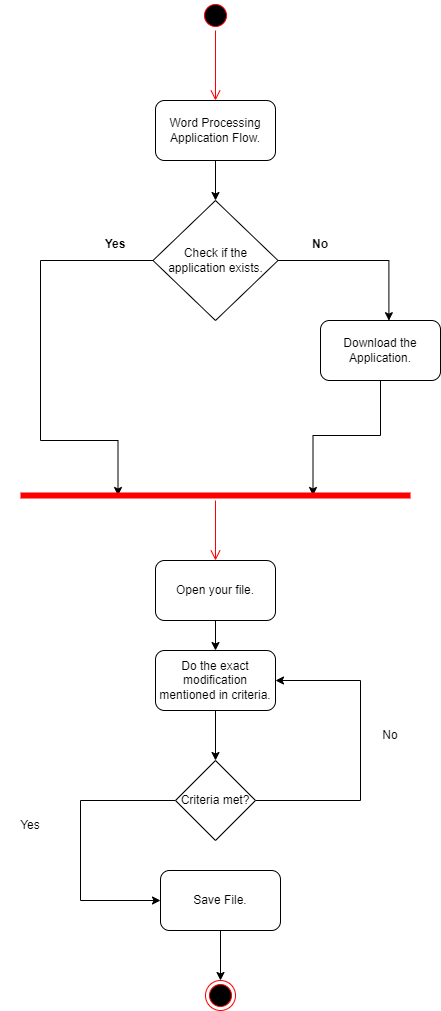 Word Processing
Application Flow.
Yes
No
Check if the
application exists.
Download the
Application.
Open your file.
Do the exact
modification
mentioned in criteria.
No
Criteria met?
Yes
Save File.